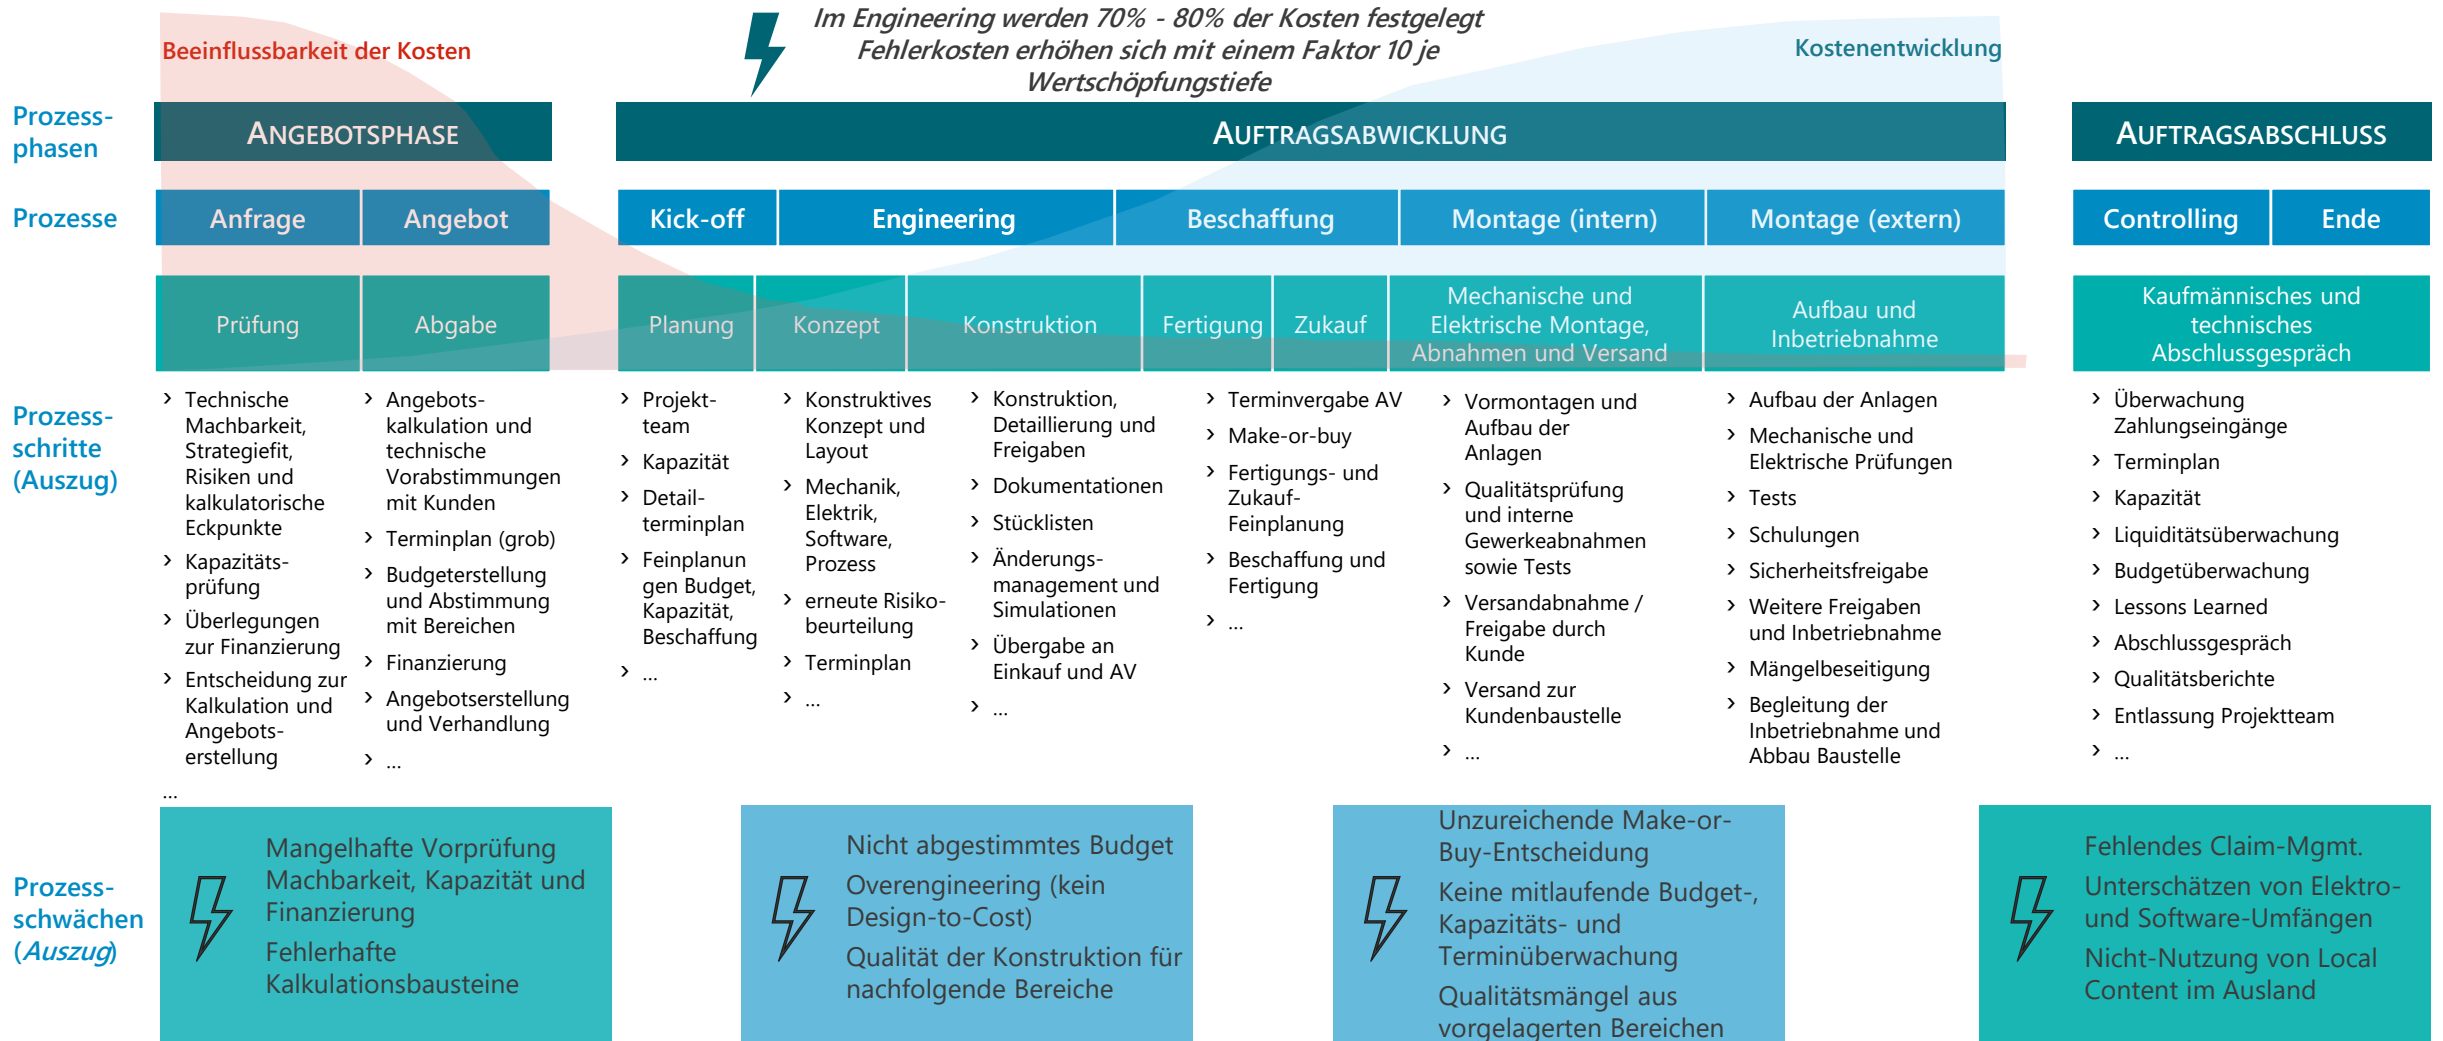 Im Engineering werden 70% - 80% der Kosten festgelegt
Fehlerkosten erhöhen sich mit einem Faktor 10 je
Wertschöpfungstiefe
Beeinflussbarkeit der Kosten
Kostenentwicklung
Prozess-
phasen
ANGEBOTSPHASE
AUFTRAGSABWICKLUNG
AUFTRAGSABSCHLUSS
Prozesse
Anfrage
Angebot
Kick-off
Engineering
Beschaffung
Montage (intern)
Montage (extern)
Controlling
Ende
Prüfung
Abgabe
Planung
Konzept
Konstruktion
Fertigung
Zukauf
Mechanische und
Elektrische Montage,
Abnahmen und Versand
Aufbau und
Inbetriebnahme
Kaufmännisches und
technisches
Abschlussgespräch
Prozess-
schritte
(Auszug)
› Technische
Machbarkeit,
Strategiefit,
Risiken und
kalkulatorische
Eckpunkte
› Kapazitäts-
prüfung
› Überlegungen
zur Finanzierung
› Entscheidung zur
Kalkulation und
Angebots-
erstellung
...
› Angebots-
kalkulation und
technische
Vorabstimmungen
mit Kunden
› Terminplan (grob)
› Budgeterstellung
und Abstimmung
mit Bereichen
› Finanzierung
› Angebotserstellung
und Verhandlung
› ...
› Projekt-
team
› Kapazität
› Detail-
terminplan
› Feinplanun
gen Budget,
Kapazität,
Beschaffung
› ...
› Konstruktives
Konzept und
Layout
› Mechanik,
Elektrik,
Software,
Prozess
› erneute Risiko-
beurteilung
› Terminplan
› ...
› Konstruktion,
Detaillierung und
Freigaben
› Dokumentationen
› Stücklisten
› Änderungs-
management und
Simulationen
› Übergabe an
Einkauf und AV
› ...
› Terminvergabe AV
› Make-or-buy
› Fertigungs- und
Zukauf-
Feinplanung
› Beschaffung und
Fertigung
› ...
› Vormontagen und
Aufbau der
Anlagen
› Qualitätsprüfung
und interne
Gewerkeabnahmen
sowie Tests
› Versandabnahme /
Freigabe durch
Kunde
› Versand zur
Kundenbaustelle
› ...
› Aufbau der Anlagen
› Mechanische und
Elektrische Prüfungen
› Tests
› Schulungen
› Sicherheitsfreigabe
› Weitere Freigaben
und Inbetriebnahme
› Mängelbeseitigung
› Begleitung der
Inbetriebnahme und
Abbau Baustelle
› Überwachung
Zahlungseingänge
› Terminplan
› Kapazität
› Liquiditätsüberwachung
› Budgetüberwachung
› Lessons Learned
› Abschlussgespräch
› Qualitätsberichte
› Entlassung Projektteam
› ...
Prozess-
schwächen
(Auszug)
Mangelhafte Vorprüfung
Machbarkeit, Kapazität und
Finanzierung
Fehlerhafte
Kalkulationsbausteine
Nicht abgestimmtes Budget
Overengineering (kein
Design-to-Cost)
Qualität der Konstruktion für
nachfolgende Bereiche
Unzureichende Make-or-
Buy-Entscheidung
Keine mitlaufende Budget-,
Kapazitäts- und
Terminüberwachung
Qualitätsmängel aus
vorgelagerten Bereichen
Fehlendes Claim-Mgmt.
Unterschätzen von Elektro-
und Software-Umfängen
Nicht-Nutzung von Local
Content im Ausland